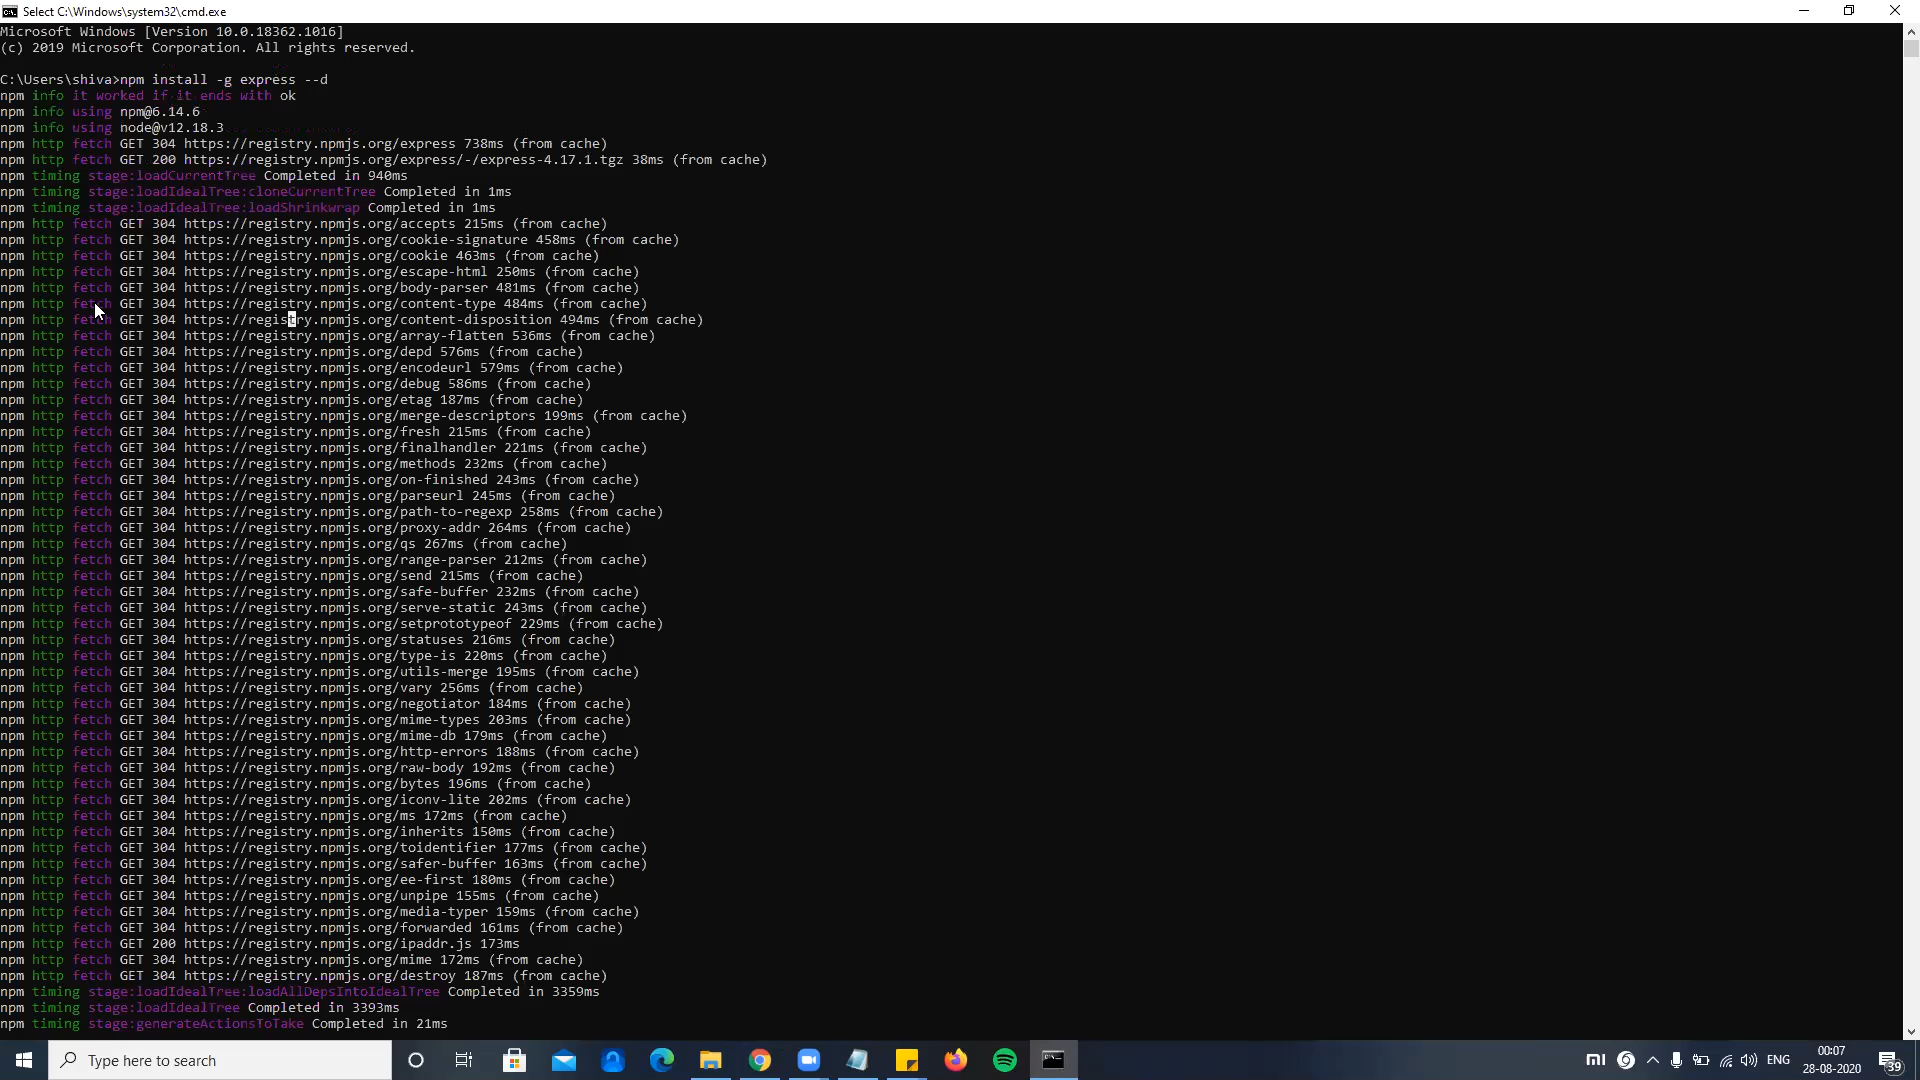 Select C:\Windows\system32\cmd.exe
Microsoft Windows [Version 10.0.18362.1016]
(c) 2019 Microsoft Corporation. All rights reserved.
C:\Users\shiva>npm install -g express --d
npm info it worked if it ends with ok
npm info using npm@6.14.6
npm info using node@v12.18.3
npm http fetch GET 304 https://registry.npmjs.org/express 738ms (from cache)
npm http fetch GET 200 https://registry.npmjs.org/express/-/express-4.17.1.tgz 38ms (from cache)
npm timing stage:loadCurrentTree Completed in 940ms
npm timing stage:loadIdealTree:cloneCurrentTree Completed in 1ms
npm timing stage:loadIdealTree:loadShrinkwrap Completed in 1ms
npm http fetch GET 304 https://registry.npmjs.org/accepts 215ms (from cache)
npm http fetch GET 304 https://registry.npmjs.org/cookie-signature 458ms (from cache)
npm http fetch GET 304 https://registry.npmjs.org/cookie 463ms (from cache)
npm http fetch GET 304 https://registry.npmjs.org/escape-html 250ms (from cache)
npm http fetch GET 304 https://registry.npmjs.org/body-parser 481ms (from cache)
npm http fetch GET 304 https://registry.npmjs.org/content-type 484ms (from cache)
npm http fetch GET 304 https://registry.npmjs.org/content-disposition 494ms (from cache)
npm http fetch GET 304 https://registry.npmjs.org/array-flatten 536ms (from cache)
npm http fetch GET 304 https://registry.npmjs.org/depd 576ms (from cache)
npm http fetch GET 304 https://registry.npmjs.org/encodeurl 579ms (from cache)
npm http fetch GET 304 https://registry.npmjs.org/debug 586ms (from cache)
npm http fetch GET 304 https://registry.npmjs.org/etag 187ms (from cache)
npm http fetch GET 304 https://registry.npmjs.org/merge-descriptors 199ms (from cache)
npm http fetch GET 304 https://registry.npmjs.org/fresh 215ms (from cache)
npm http fetch GET 304 https://registry.npmjs.org/finalhandler 221ms (from cache)
npm http fetch GET 304 https://registry.npmjs.org/methods 232ms (from cache)
npm http fetch GET 304 https://registry.npmjs.org/on-finished 243ms (from cache)
npm http fetch GET 304 https://registry.npmjs.org/parseurl 245ms (from cache)
npm http fetch GET 304 https://registry.npmjs.org/path-to-regexp 258ms (from cache)
npm http fetch GET 304 https://registry.npmjs.org/proxy-addr 264ms (from cache)
npm http fetch GET 304 https://registry.npmjs.org/qs 267ms (from cache)
npm http fetch GET 304 https://registry.npmjs.org/range-parser 212ms (from cache)
npm http fetch GET 304 https://registry.npmjs.org/send 215ms (from cache)
npm http fetch GET 304 https://registry.npmjs.org/safe-buffer 232ms (from cache)
npm http fetch GET 304 https://registry.npmjs.org/serve-static 243ms (from cache)
npm http fetch GET 304 https://registry.npmjs.org/setprototypeof 229ms (from cache)
npm http fetch GET 304 https://registry.npmjs.org/statuses 216ms (from cache)
npm http fetch GET 304 https://registry.npmjs.org/type-is 220ms (from cache)
npm http fetch GET 304 https://registry.npmjs.org/utils-merge 195ms (from cache)
npm http fetch GET 304 https://registry.npmjs.org/vary 256ms (from cache)
npm http fetch GET 304 https://registry.npmjs.org/negotiator 184ms (from cache)
npm http fetch GET 304 https://registry.npmjs.org/mime-types 203ms (from cache)
npm http fetch GET 304 https://registry.npmjs.org/mime-db 179ms (from cache)
npm http fetch GET 304 https://registry.npmjs.org/http-errors 188ms (from cache)
npm http fetch GET 304 https://registry.npmjs.org/raw-body 192ms (from cache)
npm http fetch GET 304 https://registry.npmjs.org/bytes 196ms (from cache)
npm http fetch GET 304 https://registry.npmjs.org/iconv-lite 202ms (from cache)
npm http fetch GET 304 https://registry.npmjs.org/ms 172ms (from cache)
npm http fetch GET 304 https://registry.npmjs.org/inherits 150ms (from cache)
npm http fetch GET 304 https://registry.npmjs.org/toidentifier 177ms (from cache)
npm http fetch GET 304 https://registry.npmjs.org/safer-buffer 163ms (from cache)
npm http fetch GET 304 https://registry.npmjs.org/ee-first 180ms (from cache)
npm http fetch GET 304 https://registry.npmjs.org/unpipe 155ms (from cache)
npm http fetch GET 304 https://registry.npmjs.org/media-typer 159ms (from cache)
npm http fetch GET 304 https://registry.npmjs.org/forwarded 161ms (from cache)
npm http fetch GET 200 https://registry.npmjs.org/ipaddr.js 173ms
npm http fetch GET 304 https://registry.npmjs.org/mime 172ms (from cache)
npm http fetch GET 304 https://registry.npmjs.org/destroy 187ms (from cache)
npm timing stage:loadIdealTree:loadAllDepsIntoIdealTree Completed in 3359ms
npm timing stage:loadIdealTree Completed in 3393ms
npm timing stage:generateActionsToTake Completed in 21ms
Type here to search
ENG
00:07
28-08-2020
39